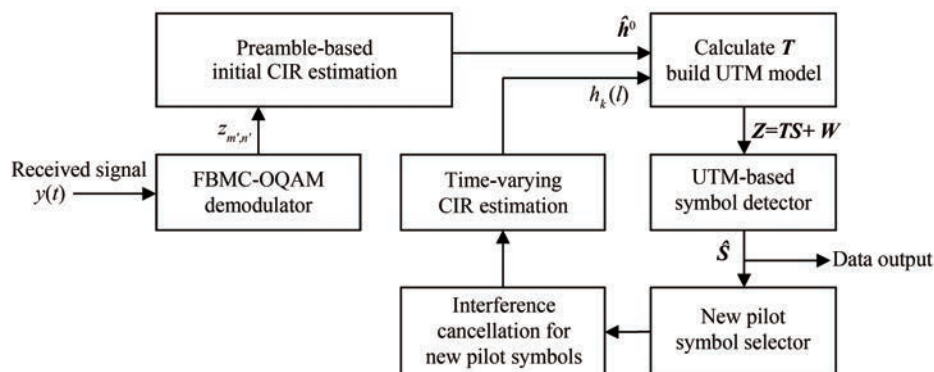 Preamble-based
initial CIR estimation
ĥ⁰
Calculate T
build UTM model
h_k(l)
z_{m′,n′}
Z=TS+ W
Received signal
y(t)
FBMC-OQAM
demodulator
Time-varying
CIR estimation
UTM-based
symbol detector
Ŝ
Data output
Interference
cancellation for
new pilot symbols
New pilot
symbol selector